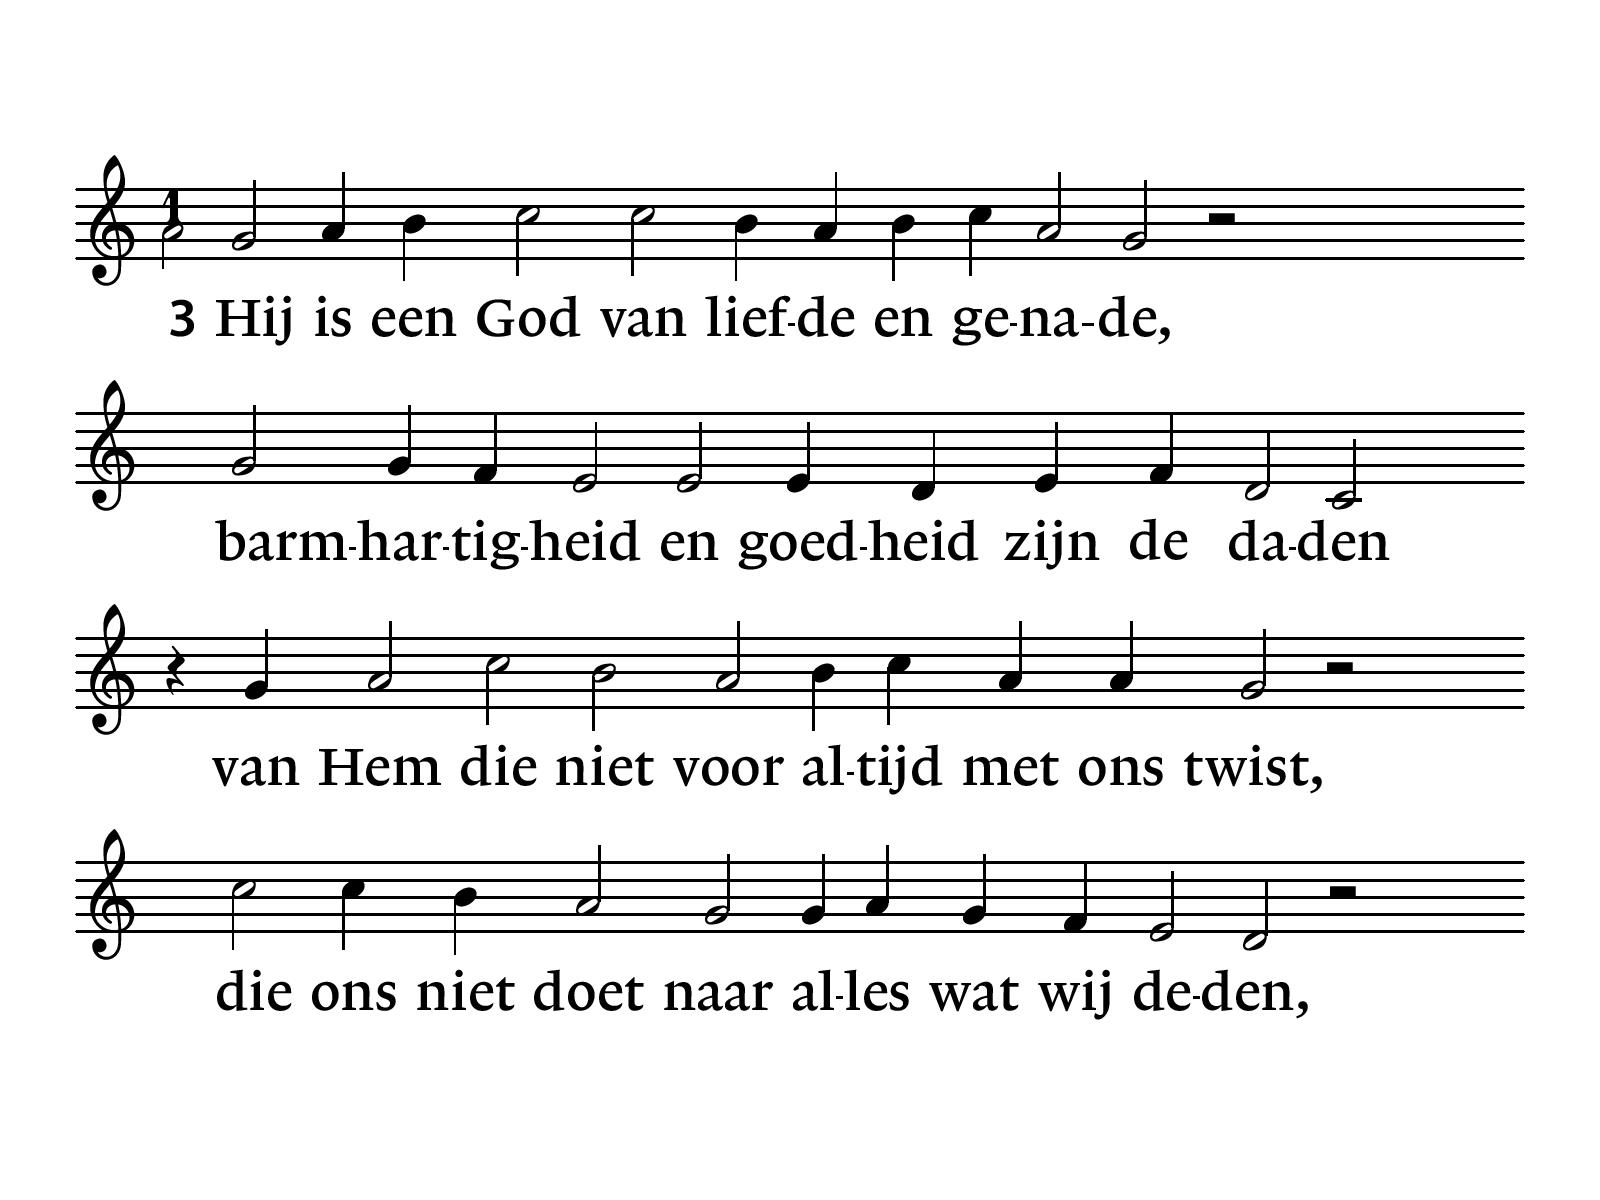 1
3 Hij is een God van lief-de en ge-na-de,
barm-har-tig-heid en goed-heid zijn de da-den
van Hem die niet voor al-tijd met ons twist,
die ons niet doet naar al-les wat wij de-den,